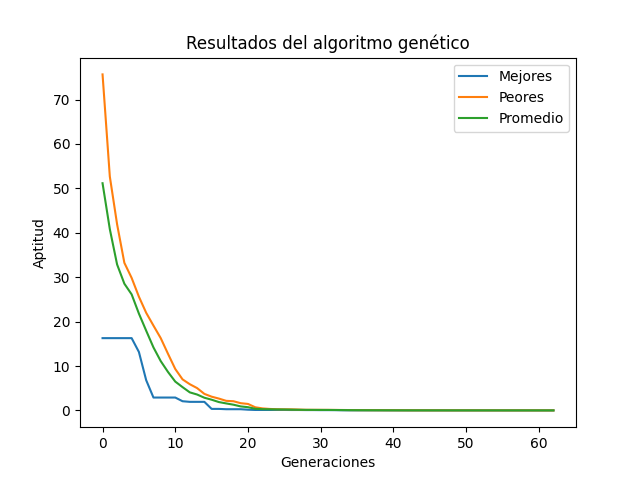 Resultados del algoritmo genético
Mejores
Peores
Promedio
Aptitud
70
60
50
40
30
20
10
0
0 10 20 30 40 50 60
Generaciones